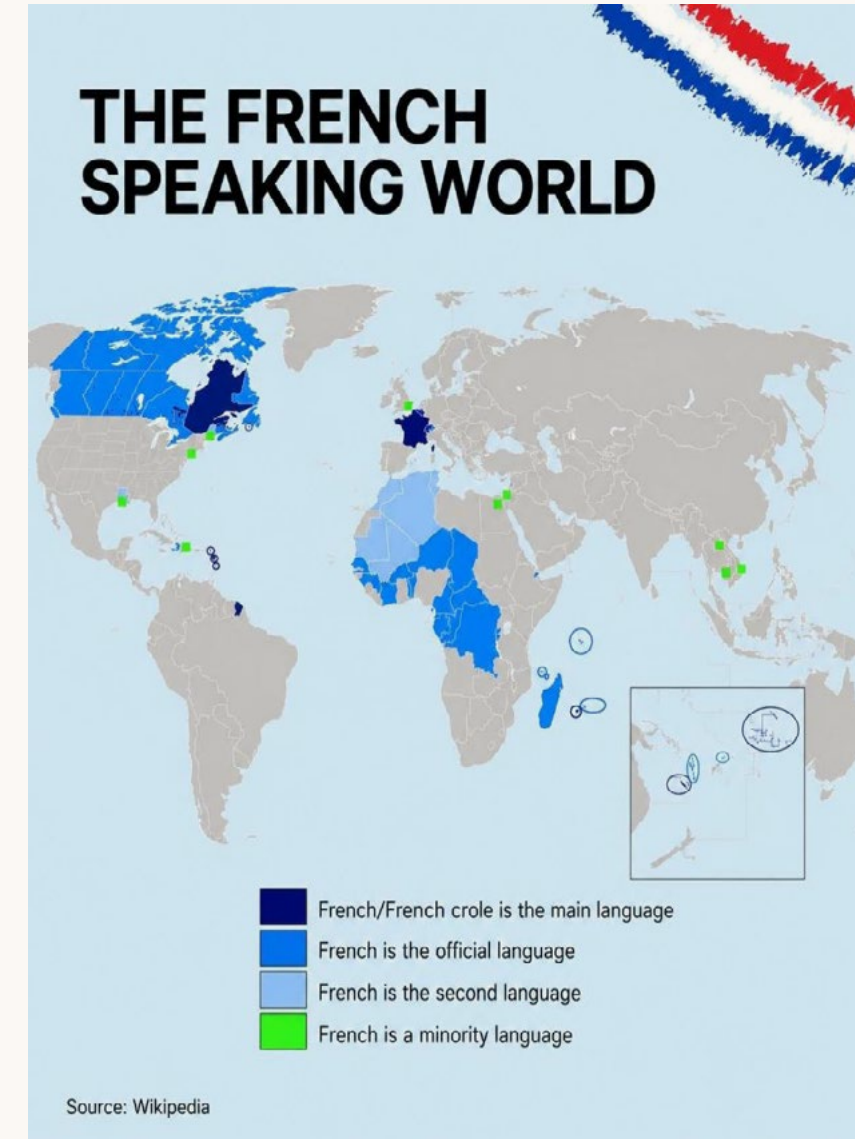 THE FRENCH
SPEAKING WORLD
French/French crole is the main language
French is the official language
French is the second language
French is a minority language
Source: Wikipedia